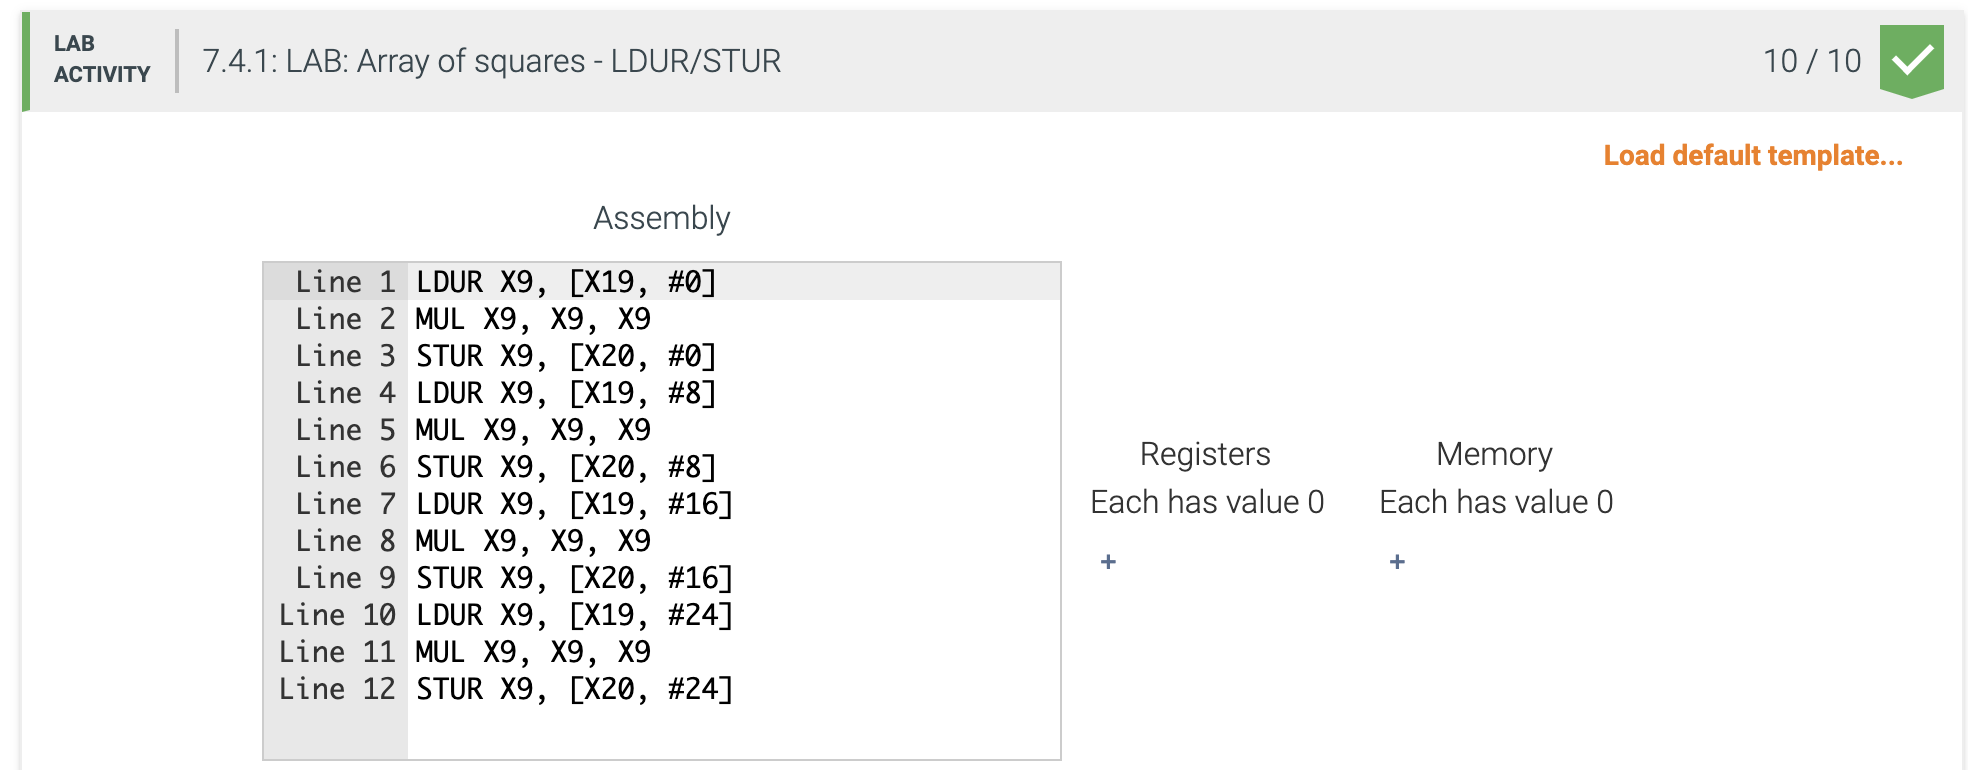 LAB
ACTIVITY
7.4.1: LAB: Array of squares - LDUR/STUR
10 / 10
Load default template...
Assembly
Line 1 LDUR X9, [X19, #0]
Line 2 MUL X9, X9, X9
Line 3 STUR X9, [X20, #0]
Line 4 LDUR X9, [X19, #8]
Line 5 MUL X9, X9, X9
Line 6 STUR X9, [X20, #8]
Line 7 LDUR X9, [X19, #16]
Line 8 MUL X9, X9, X9
Line 9 STUR X9, [X20, #16]
Line 10 LDUR X9, [X19, #24]
Line 11 MUL X9, X9, X9
Line 12 STUR X9, [X20, #24]
Registers
Each has value 0
+
Memory
Each has value 0
+